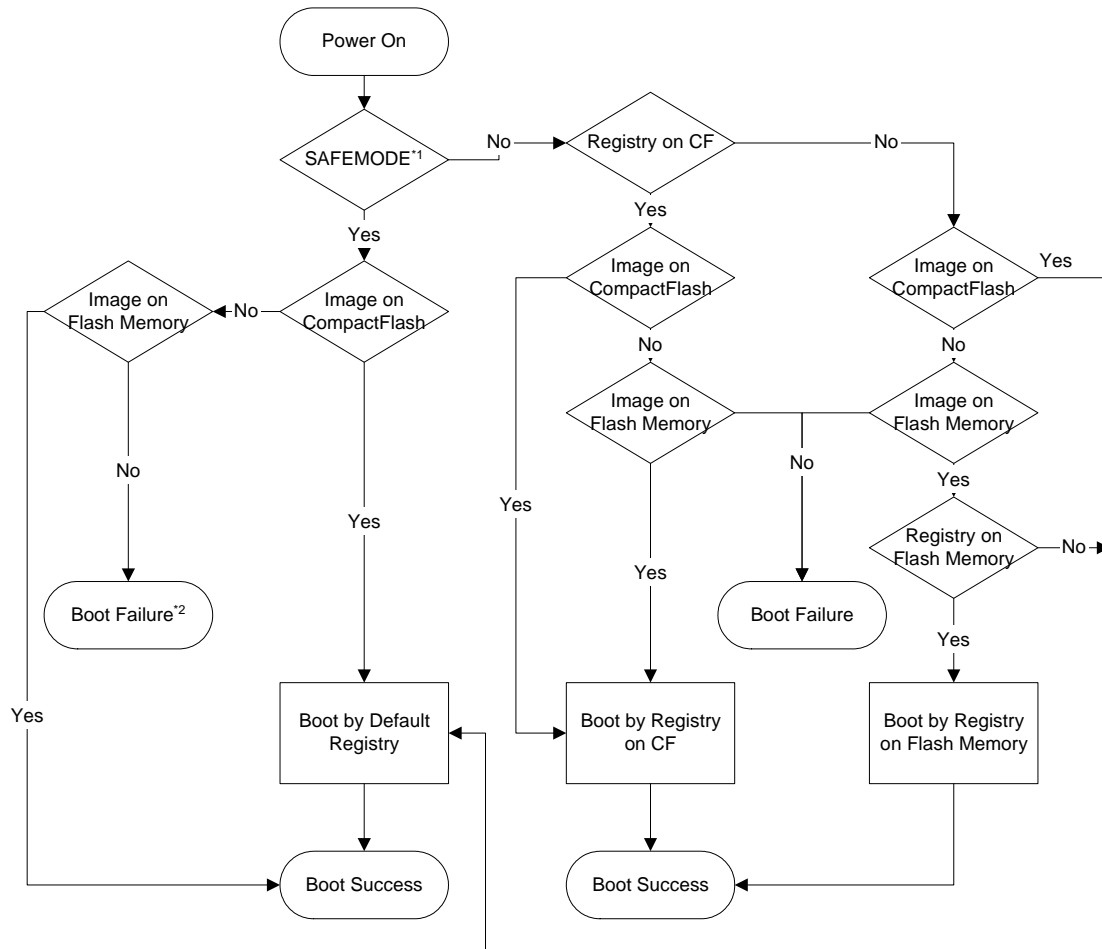 Power On
SAFEMODE*1
No
Registry on CF
No
Yes
Yes
Image on
Flash Memory
No
Image on
CompactFlash
Image on
CompactFlash
Image on
CompactFlash
Yes
No
No
Image on
Flash Memory
Image on
Flash Memory
No
No
Yes
Yes
Yes
Registry on
Flash Memory
No
Yes
Boot Failure*2
Boot Failure
Yes
Yes
Boot by Default
Registry
Boot by Registry
on CF
Boot by Registry
on Flash Memory
Boot Success
Boot Success